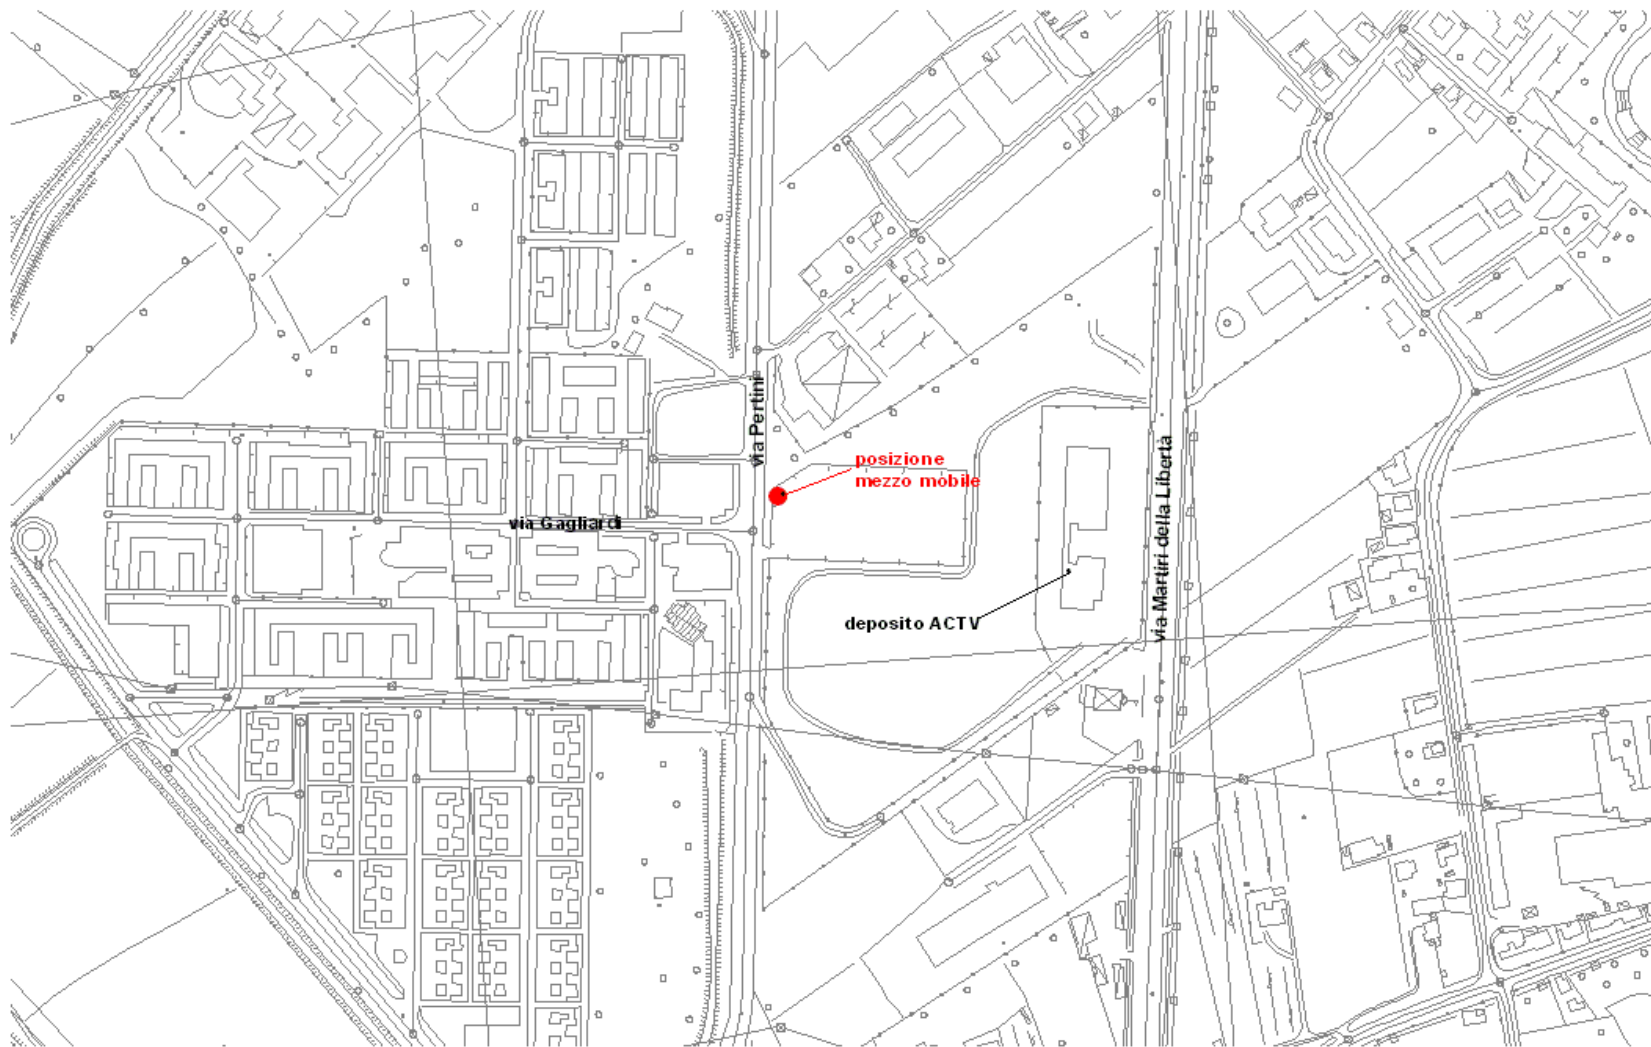 via Pertini
posizione
mezzo mobile
via Martiri della Libertà
via Gagliardi
deposito ACTV